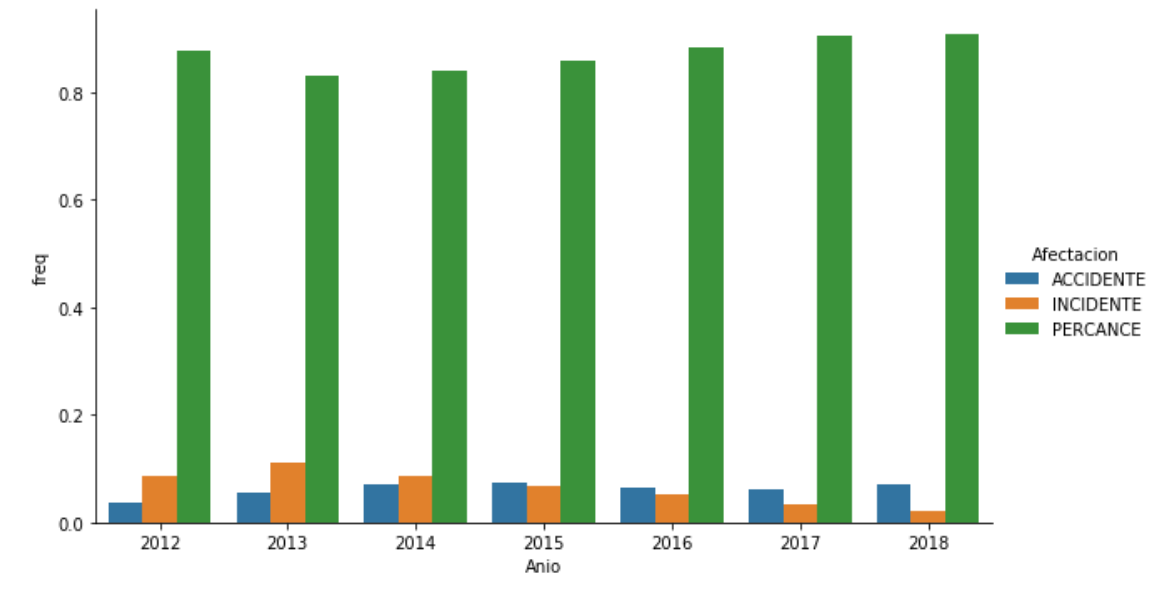 freq
0.8
0.6
0.4
0.2
0.0
2012 2013 2014 2015 2016 2017 2018
Anio
Afectacion
ACCIDENTE
INCIDENTE
PERCANCE